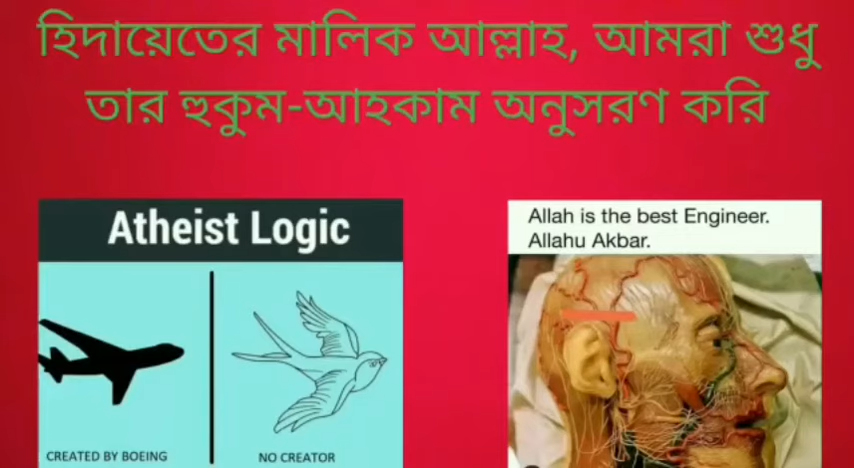 হিদায়েতের মালিক আল্লাহ, আমরা শুধু
তার হুকুম-আহকাম অনুসরণ করি
Atheist Logic
CREATED BY BOEING
NO CREATOR
Allah is the best Engineer.
Allahu Akbar.